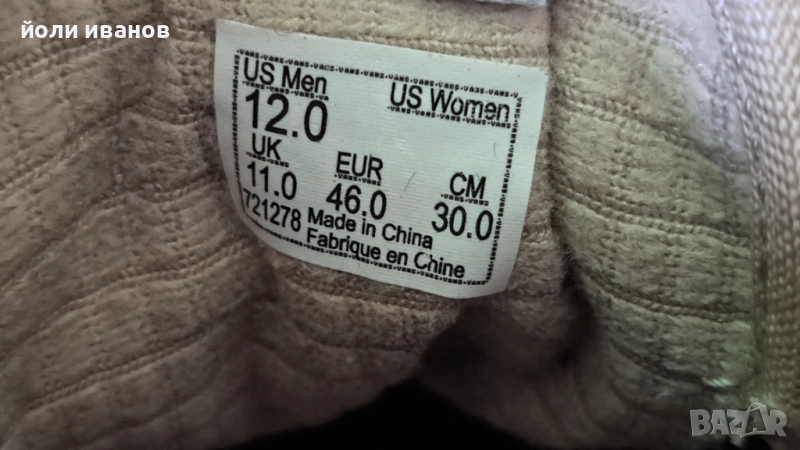 йоли иванов
US Men US Women
12.0
UK EUR CM
11.0 46.0 30.0
721278 Made in China
Fabrique en Chine
BAZAR